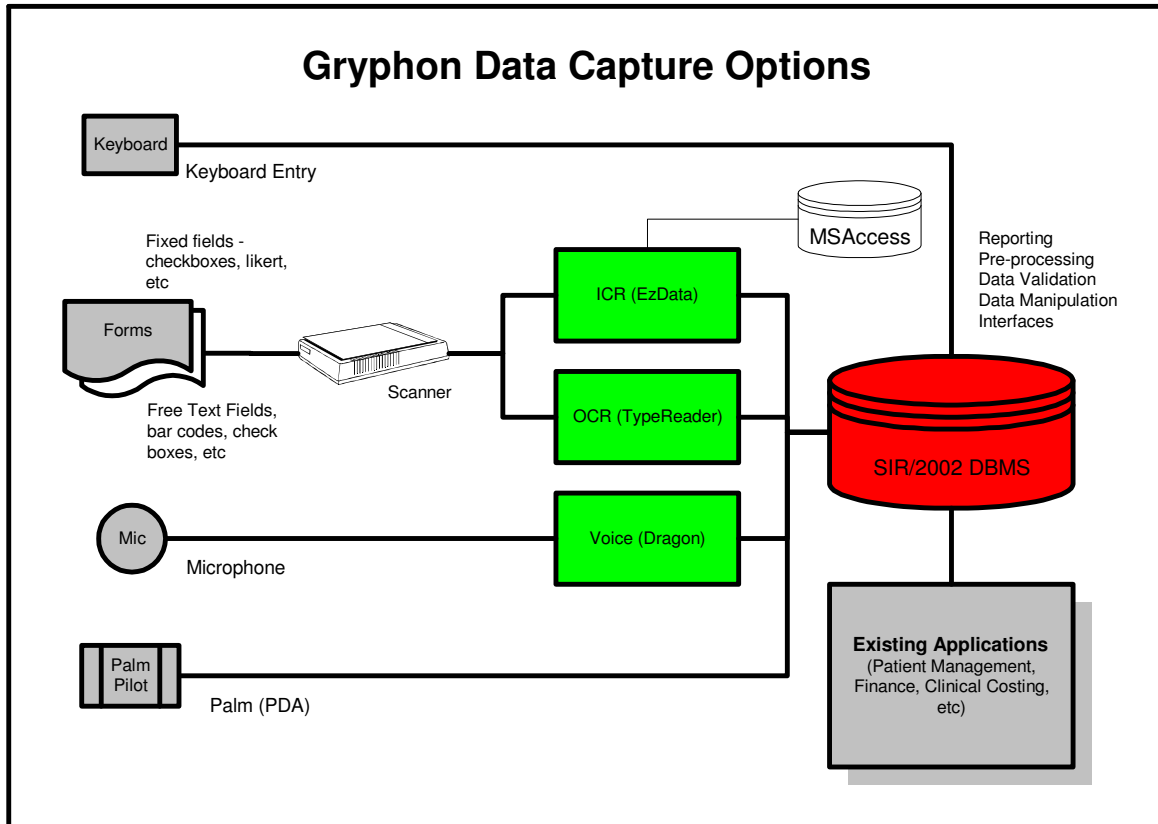 Gryphon Data Capture Options
Keyboard
Keyboard Entry
MSAccess
Fixed fields -
checkboxes, likert,
etc
Reporting
Pre-processing
Data Validation
Data Manipulation
Interfaces
ICR (EzData)
Forms
Scanner
Free Text Fields,
bar codes, check
boxes, etc
OCR (TypeReader)
SIR/2002 DBMS
Mic
Microphone
Voice (Dragon)
Existing Applications
(Patient Management,
Finance, Clinical Costing,
etc)
Palm
Pilot
Palm (PDA)